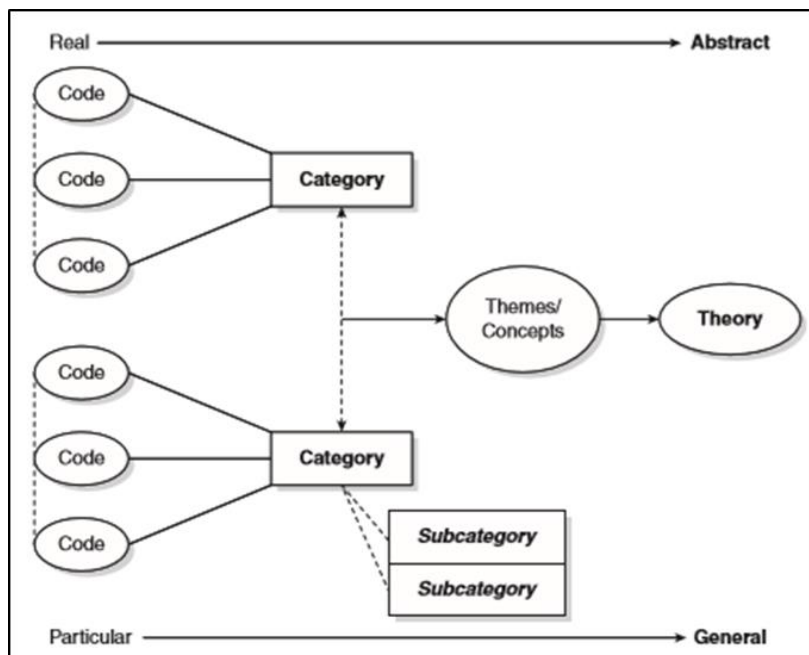 Real
Abstract
Code
Code
Category
Code
Themes/
Concepts
Theory
Code
Code
Category
Code
Subcategory
Subcategory
Particular
General